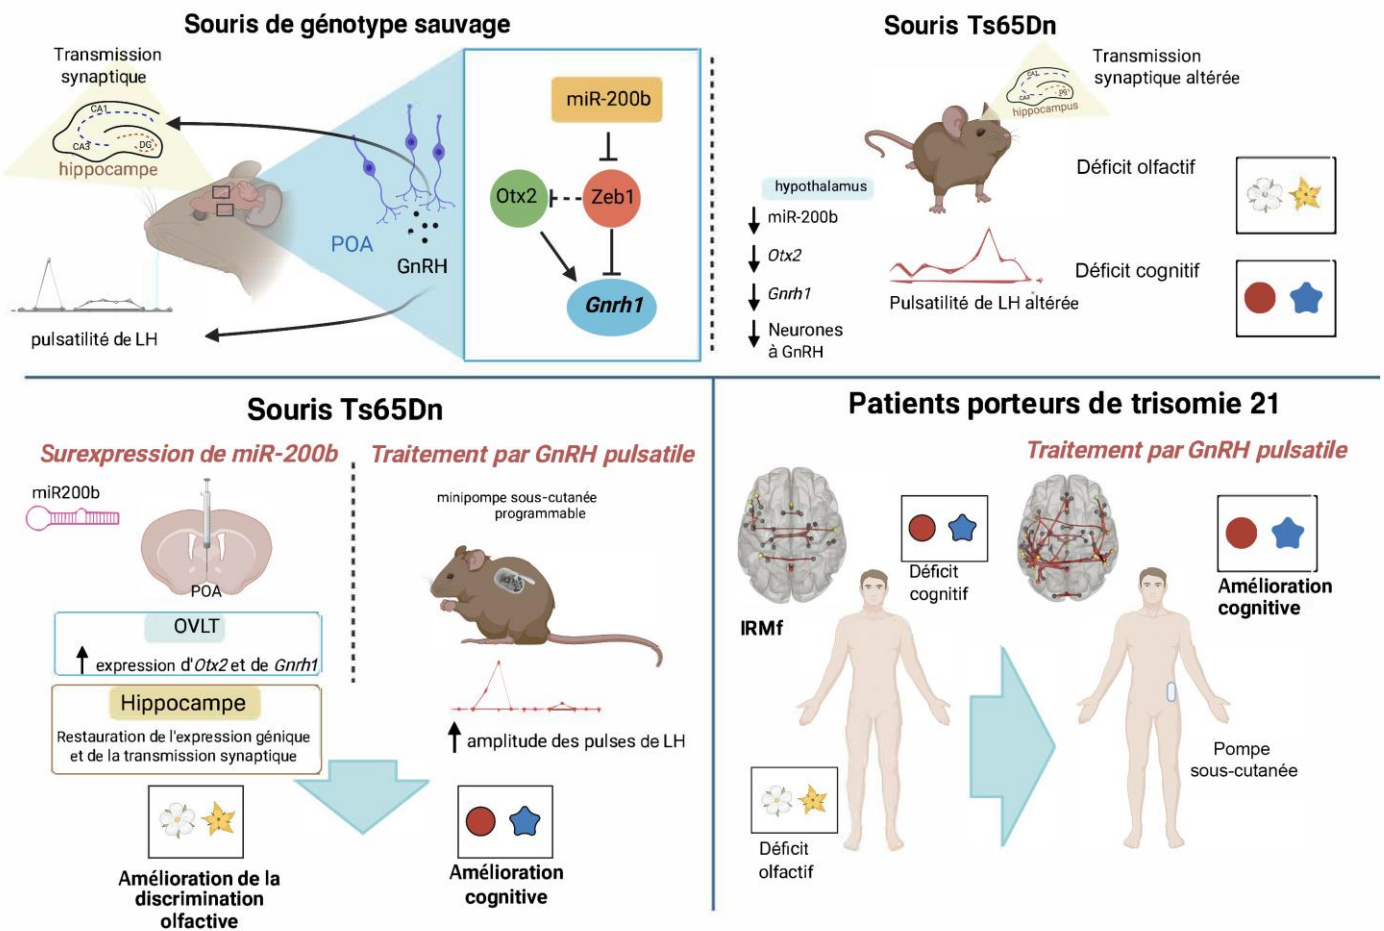 Souris de génotype sauvage
Transmission
synaptique
CA1
CA3
DG
hippocampe
POA
GnRH
pulsatilité de LH
miR-200b
Otx2
Zeb1
Gnrh1
Souris Ts65Dn
CA1
CA3
DG
hippocampus
Transmission
synaptique altérée
hypothalamus
miR-200b
Otx2
Gnrh1
Neurones
à GnRH
Pulsatilité de LH altérée
Déficit olfactif
Déficit cognitif
Souris Ts65Dn
Surexpression de miR-200b
miR200b
POA
OVLT
expression d'Otx2 et de Gnrh1
Hippocampe
Restauration de l'expression génique
et de la transmission synaptique
Amélioration de la
discrimination
olfactive
Traitement par GnRH pulsatile
minipompe sous-cutanée
programmable
amplitude des pulses de LH
Amélioration
cognitive
Patients porteurs de trisomie 21
IRMf
Déficit
cognitif
Déficit
olfactif
Traitement par GnRH pulsatile
Amélioration
cognitive
Pompe
sous-cutanée